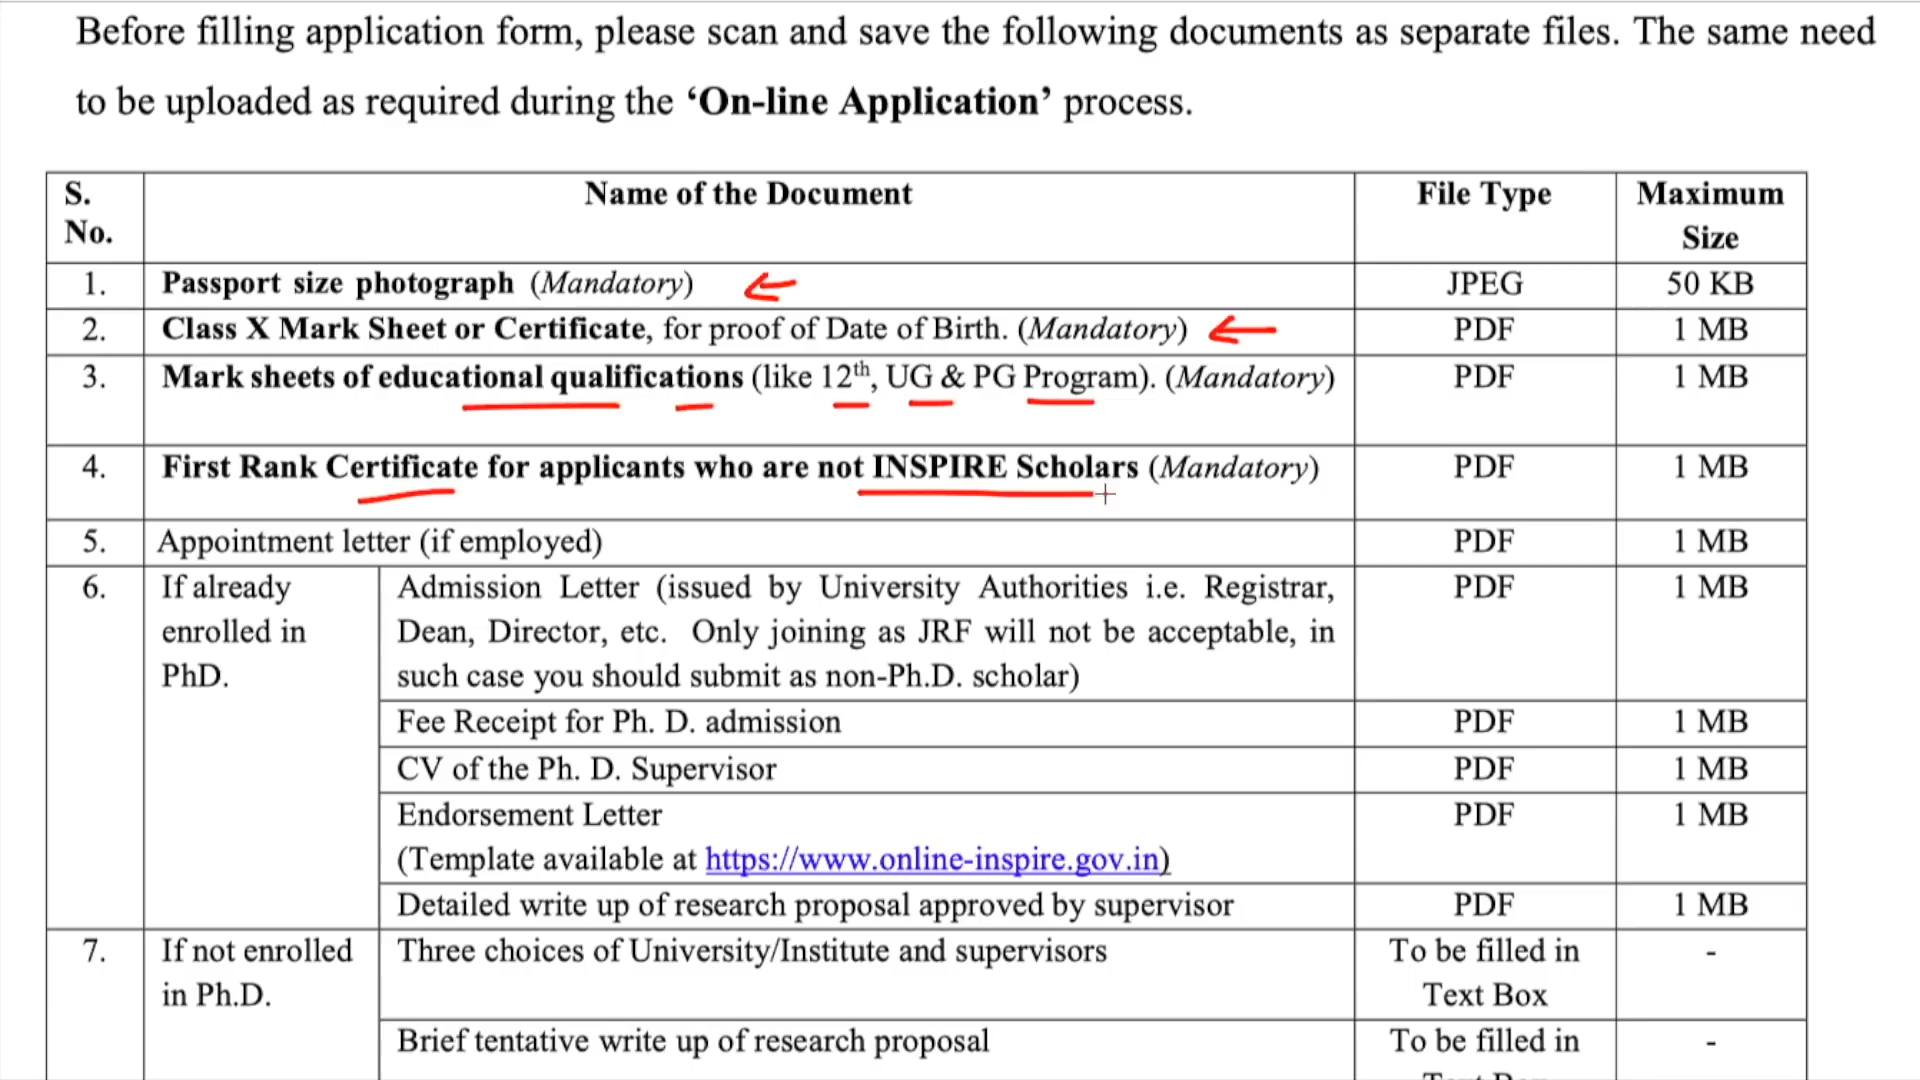 Before filling application form, please scan and save the following documents as separate files. The same need
to be uploaded as required during the ‘On-line Application’ process.
S. No. Name of the Document File Type Maximum Size
1. Passport size photograph (Mandatory) JPEG 50 KB
2. Class X Mark Sheet or Certificate, for proof of Date of Birth. (Mandatory) PDF 1 MB
3. Mark sheets of educational qualifications (like 12th, UG & PG Program). (Mandatory) PDF 1 MB
4. First Rank Certificate for applicants who are not INSPIRE Scholars (Mandatory) PDF 1 MB
5. Appointment letter (if employed) PDF 1 MB
6. If already enrolled in PhD.
Admission Letter (issued by University Authorities i.e. Registrar, PDF 1 MB
Dean, Director, etc. Only joining as JRF will not be acceptable, in
such case you should submit as non-Ph.D. scholar)
Fee Receipt for Ph. D. admission PDF 1 MB
CV of the Ph. D. Supervisor PDF 1 MB
Endorsement Letter PDF 1 MB
(Template available at https://www.online-inspire.gov.in)
Detailed write up of research proposal approved by supervisor PDF 1 MB
7. If not enrolled in Ph.D.
Three choices of University/Institute and supervisors To be filled in Text Box -
Brief tentative write up of research proposal To be filled in -